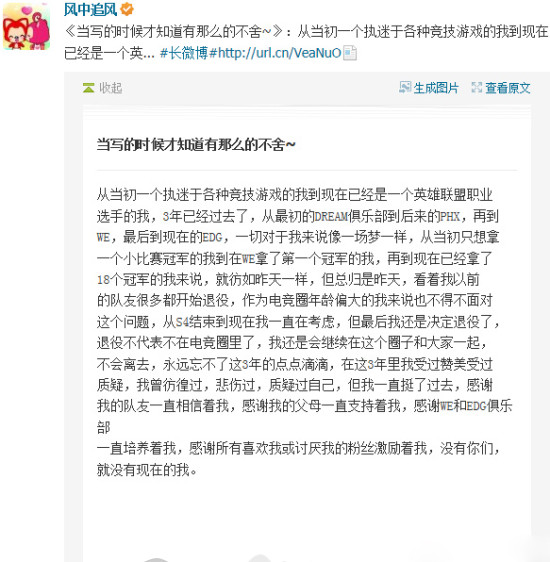 风中追风
《当写的时候才知道有那么的不舍~》：从当初一个执迷于各种竞技游戏的我到现在
已经是一个英... #长微博#http://url.cn/VeaNuO
收起 生成图片 查看原文
当写的时候才知道有那么的不舍~
从当初一个执迷于各种竞技游戏的我到现在已经是一个英雄联盟职业
选手的我，3年已经过去了，从最初的DREAM俱乐部到后来的PHX，再到
WE，最后到现在的EDG，一切对于我来说像一场梦一样，从当初只想拿
一个小比赛冠军的我到在WE拿了第一个冠军的我，再到现在已经拿了
18个冠军的我来说，就仿如昨天一样，但总归是昨天，看着我以前
的队友很多都开始退役，作为电竞圈年龄偏大的我来说也不得不面对
这个问题，从S4结束到现在我一直在考虑，但最后我还是决定退役了，
退役不代表不在电竞圈里了，我还是会继续在这个圈子和大家一起，
不会离去，永远忘不了这3年的点点滴滴，在这3年里我受过赞美受过
质疑，我曾彷徨过，悲伤过，质疑过自己，但我一直挺了过去，感谢
我的队友一直相信着我，感谢我的父母一直支持着我，感谢WE和EDG俱乐
部
一直培养着我，感谢所有喜欢我或讨厌我的粉丝激励着我，没有你们，
就没有现在的我。